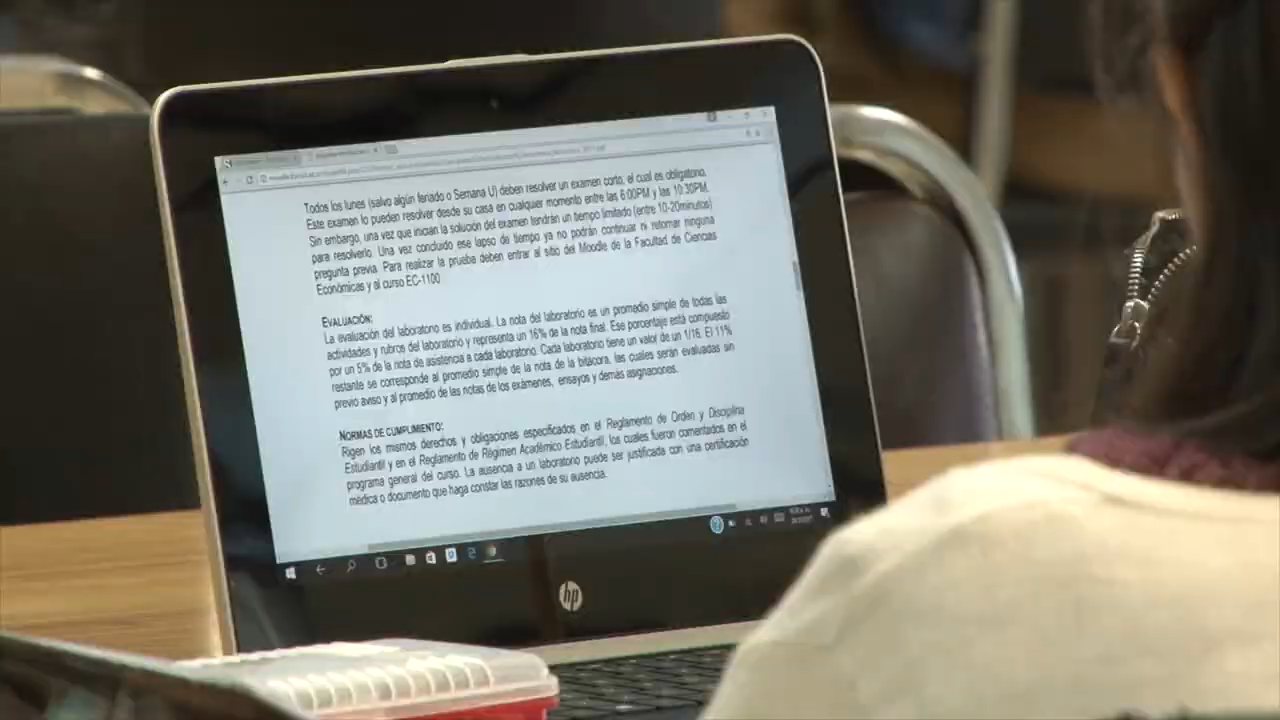 Todos los lunes (salvo algún feriado o Semana U) deben resolver un examen corto, el cual es obligatorio.
Este examen lo pueden resolver desde su casa en cualquier momento entre las 6:00PM y las 10:30PM.
Sin embargo, una vez que inician la solución del examen tendrán un tiempo limitado (entre 10-20minutos)
para resolverlo. Una vez concluido ese lapso de tiempo ya no podrán continuar ni retomar ninguna
pregunta previa. Para realizar la prueba deben entrar al sitio del Moodle de la Facultad de Ciencias
Económicas y al curso EC-1100
EVALUACIÓN:
La evaluación del laboratorio es individual. La nota del laboratorio es un promedio simple de todas las
actividades y rubros del laboratorio y representa un 16% de la nota final. Ese porcentaje está compuesto
por un 5% de la nota de asistencia a cada laboratorio. Cada laboratorio tiene un valor de un 1/16. El 11%
restante se corresponde al promedio simple de la nota de la bitácora, las cuales serán evaluadas sin
previo aviso y al promedio de las notas de los exámenes, ensayos y demás asignaciones.
NORMAS DE CUMPLIMIENTO:
Rigen los mismos derechos y obligaciones especificados en el Reglamento de Orden y Disciplina
Estudiantil y en el Reglamento de Régimen Académico Estudiantil, los cuales fueron comentados en el
programa general del curso. La ausencia a un laboratorio puede ser justificada con una certificación
médica o documento que haga constar las razones de su ausencia.
hp